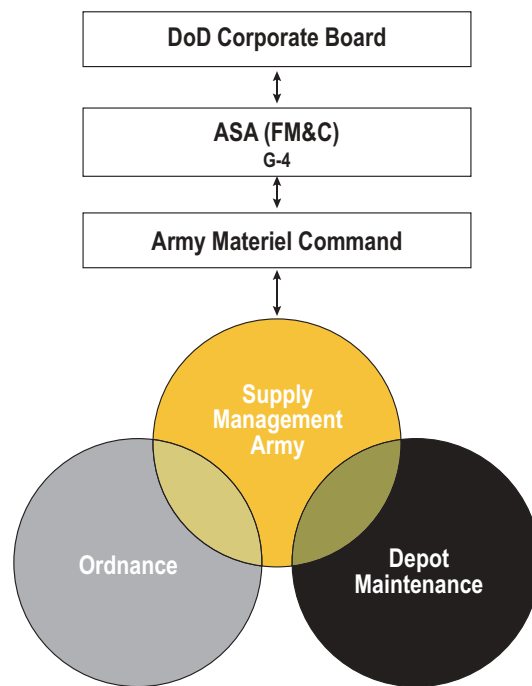 DoD Corporate Board
ASA (FM&C)
G-4
Army Materiel Command
Supply
Management
Army
Ordnance
Depot
Maintenance